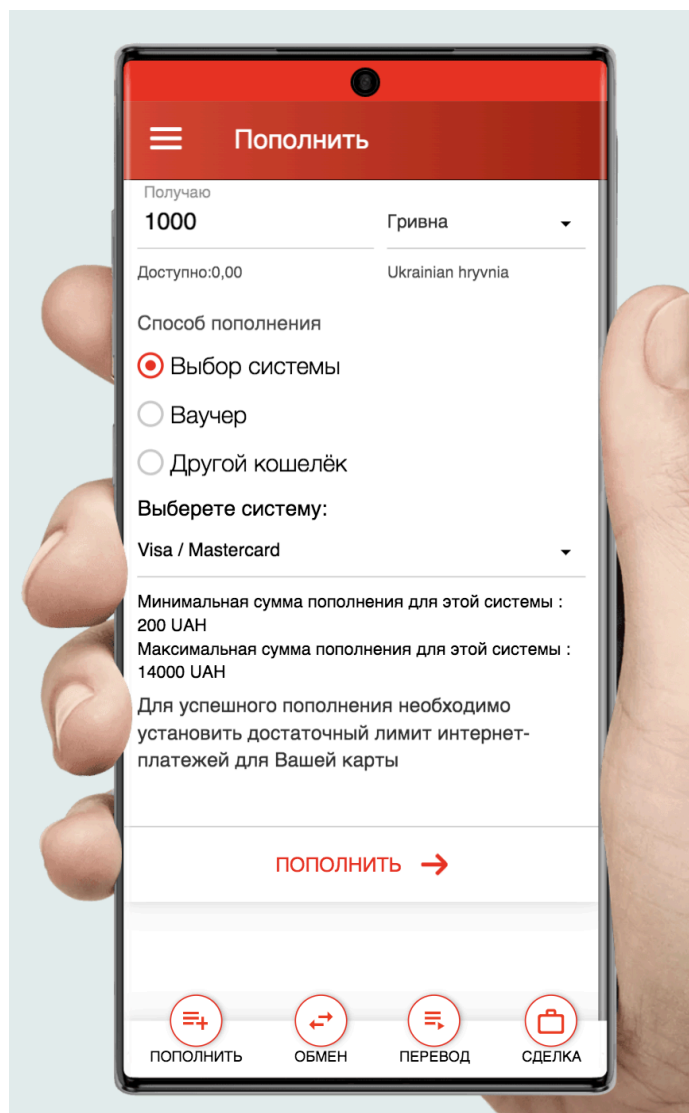 Пополнить
Получаю
1000
Гривна
Доступно:0,00
Ukrainian hryvnia
Способ пополнения
Выбор системы
Ваучер
Другой кошелёк
Выберете систему:
Visa / Mastercard
Минимальная сумма пополнения для этой системы :
200 UAH
Максимальная сумма пополнения для этой системы :
14000 UAH
Для успешного пополнения необходимо
установить достаточный лимит интернет-
платежей для Вашей карты
ПОПОЛНИТЬ
ПОПОЛНИТЬ
ОБМЕН
ПЕРЕВОД
СДЕЛКА